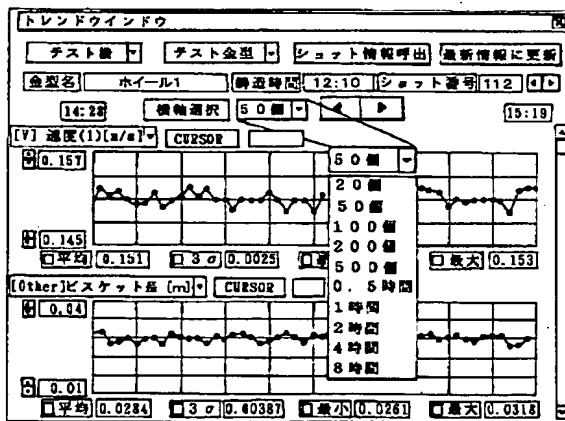 トレンドウインドウ
テスト機 テスト金型 ショット情報呼出 最新情報に更新
金型名 ホイール1 鋳造時間 12:10 ショット番号 112
14:28 横軸選択 50個 15:19
[V] 速度(1)[m/s] CURSOR
0.157
50個
20個
50個
100個
200個
500個
0.5時間
1時間
2時間
4時間
8時間
0.145
平均 0.151 3σ 0.0025 最大 0.153
[Other]ビスケット長 [m] CURSOR
0.04
0.01
平均 0.0284 3σ 0.00387 最小 0.0261 最大 0.0318